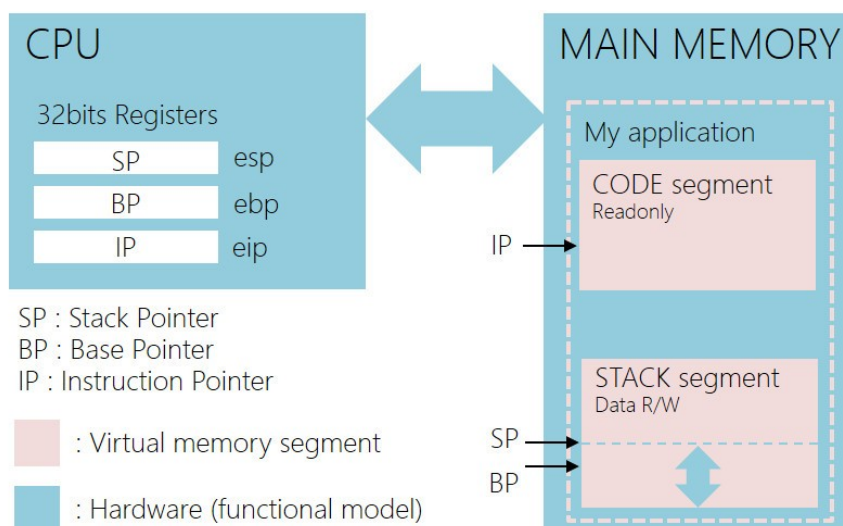 CPU
32bits Registers
SP esp
BP ebp
IP eip
SP : Stack Pointer
BP : Base Pointer
IP : Instruction Pointer
: Virtual memory segment
: Hardware (functional model)
MAIN MEMORY
My application
CODE segment
Readonly
IP
STACK segment
Data R/W
SP
BP